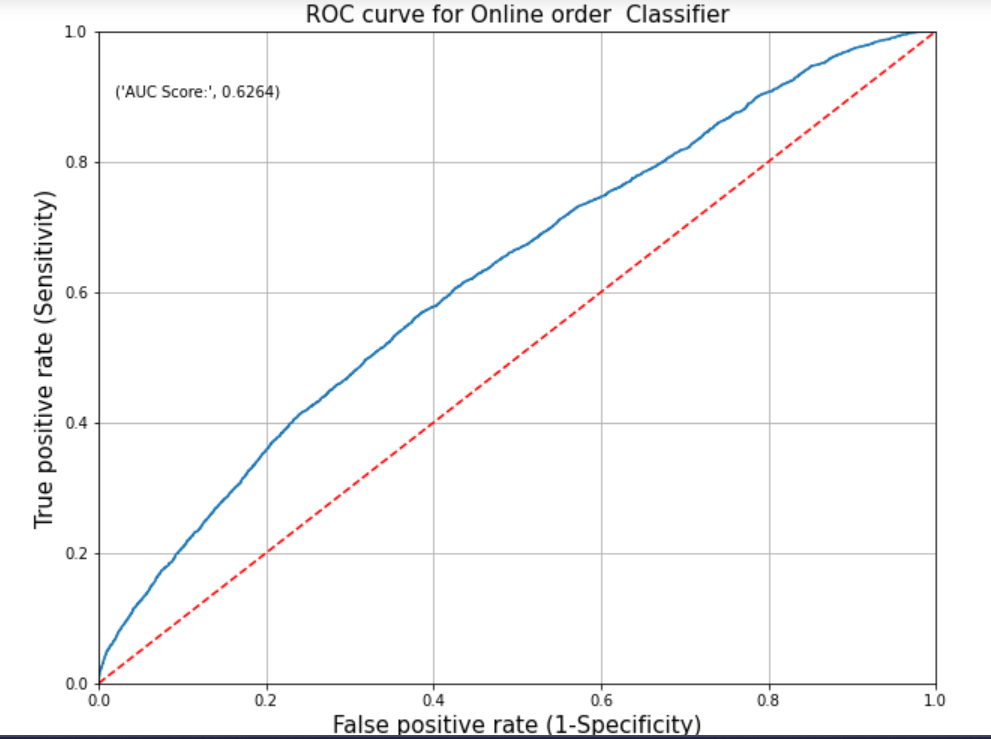 ROC curve for Online order  Classifier
('AUC Score:', 0.6264)
True positive rate (Sensitivity)
1.0
0.8
0.6
0.4
0.2
0.0
0.0 0.2 0.4 0.6 0.8 1.0
False positive rate (1-Specificity)